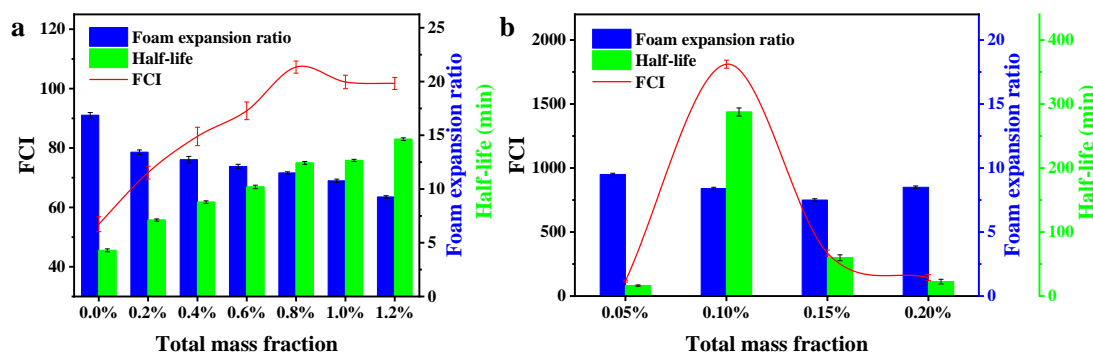 a
Foam expansion ratio
Half-life
FCI
120
100
80
60
40
FCI
25
20
15
10
5
0
Foam expansion ratio
Half-life (min)
0.0% 0.2% 0.4% 0.6% 0.8% 1.0% 1.2%
Total mass fraction
b
Foam expansion ratio
Half-life
FCI
2000
1500
1000
500
0
FCI
20
15
10
5
0
Foam expansion ratio
400
300
200
100
0
Half-life (min)
0.05% 0.10% 0.15% 0.20%
Total mass fraction